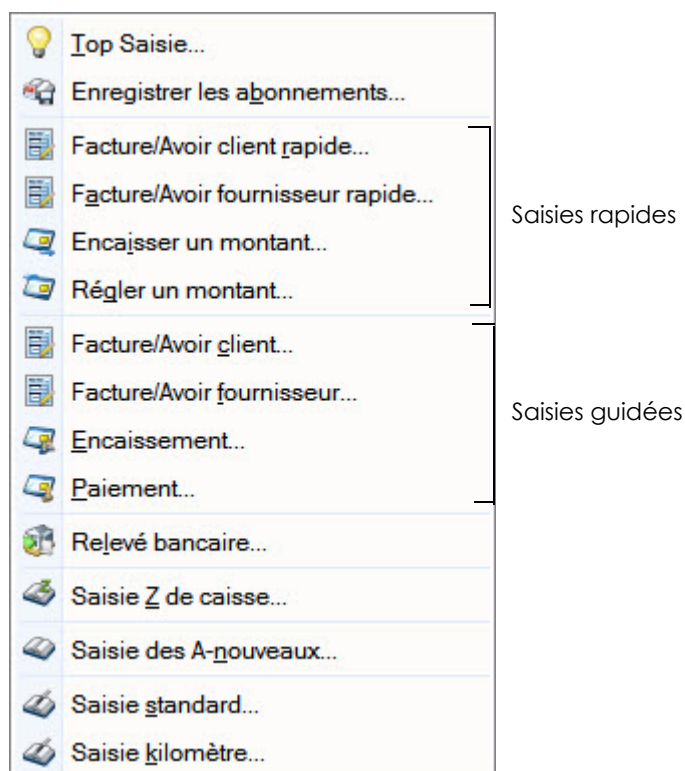 Top Saisie...
Enregistrer les abonnements...
Facture/Avoir client rapide...
Facture/Avoir fournisseur rapide...
Encaisser un montant...
Régler un montant...
Saisies rapides
Facture/Avoir client...
Facture/Avoir fournisseur...
Encaissement...
Paiement...
Saisies guidées
Relevé bancaire...
Saisie Z de caisse...
Saisie des A-nouveaux...
Saisie standard...
Saisie kilomètre...